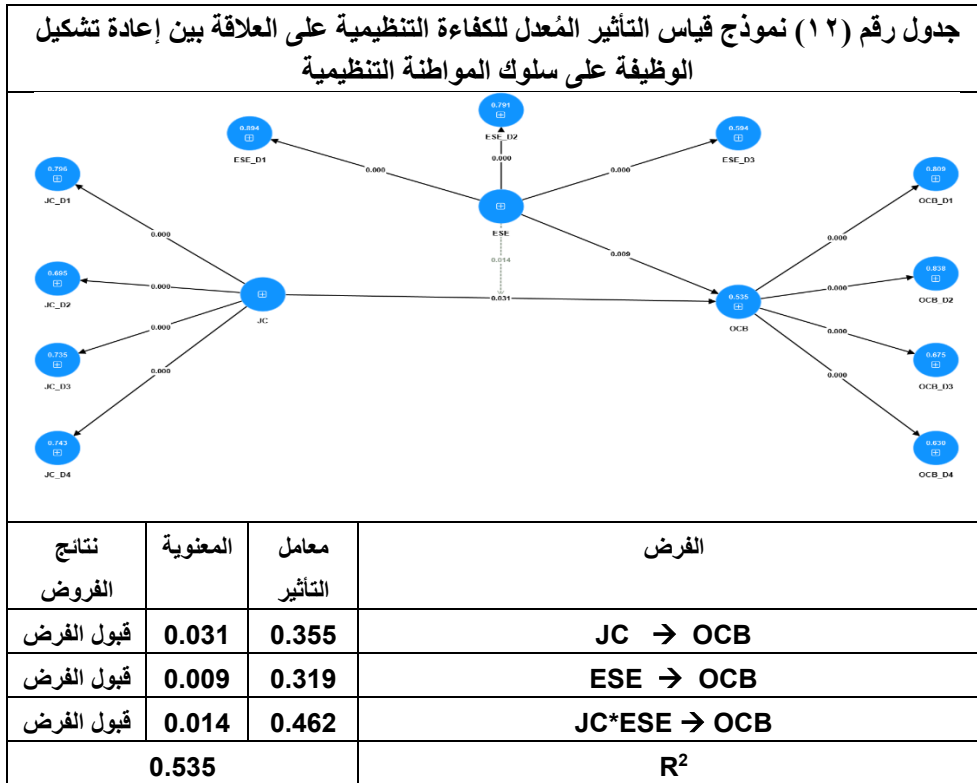 جدول رقم (١٢) نموذج قياس التأثير المُعدل للكفاءة التنظيمية على العلاقة بين إعادة تشكيل
الوظيفة على سلوك المواطنة التنظيمية
0.791
ESE_D2
0.894
ESE_D1
0.594
ESE_D3
0.000
0.000
0.000
0.796
JC_D1
0.809
OCB_D1
ESE
0.000
0.009
0.000
0.014
0.695
JC_D2
0.838
OCB_D2
0.000
0.000
JC
0.031
0.535
OCB
0.000
0.000
0.735
JC_D3
0.675
OCB_D3
0.000
0.000
0.743
JC_D4
0.630
OCB_D4
الفرض معامل التأثير المعنوية نتائج الفروض
JC → OCB 0.355 0.031 قبول الفرض
ESE → OCB 0.319 0.009 قبول الفرض
JC*ESE → OCB 0.462 0.014 قبول الفرض
R² 0.535